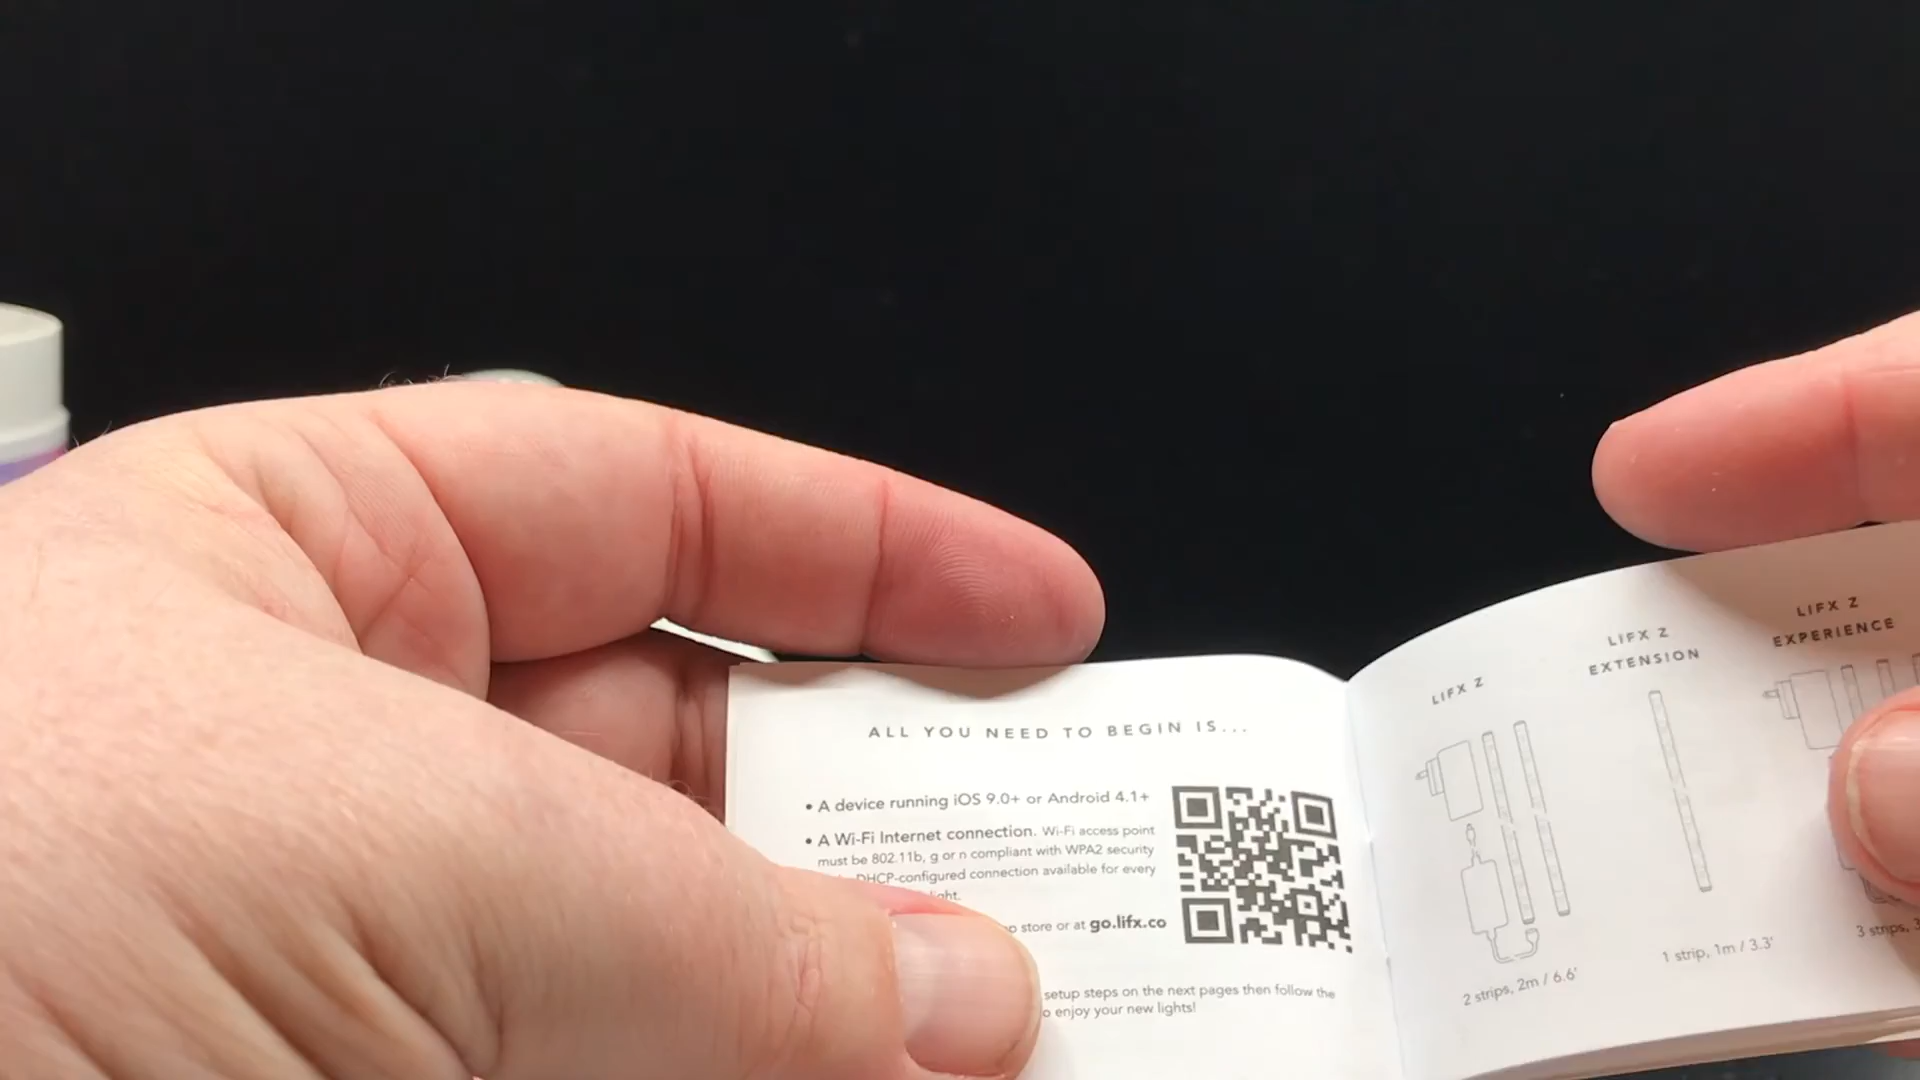 ALL YOU NEED TO BEGIN IS...
• A device running iOS 9.0+ or Android 4.1+
• A Wi-Fi Internet connection. Wi-Fi access point
must be 802.11b, g or n compliant with WPA2 security
DHCP-configured connection available for every
store or at go.lifx.co
setup steps on the next pages then follow the
enjoy your new lights!
LIFX Z
2 strips, 2m / 6.6'
LIFX Z
EXTENSION
1 strip, 1m / 3.3'
LIFX Z
EXPERIENCE
3 strips,